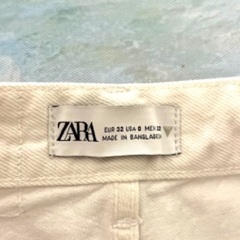 ZARA
EUR 32 USA 0 MEX 22
MADE IN BANGLADESH